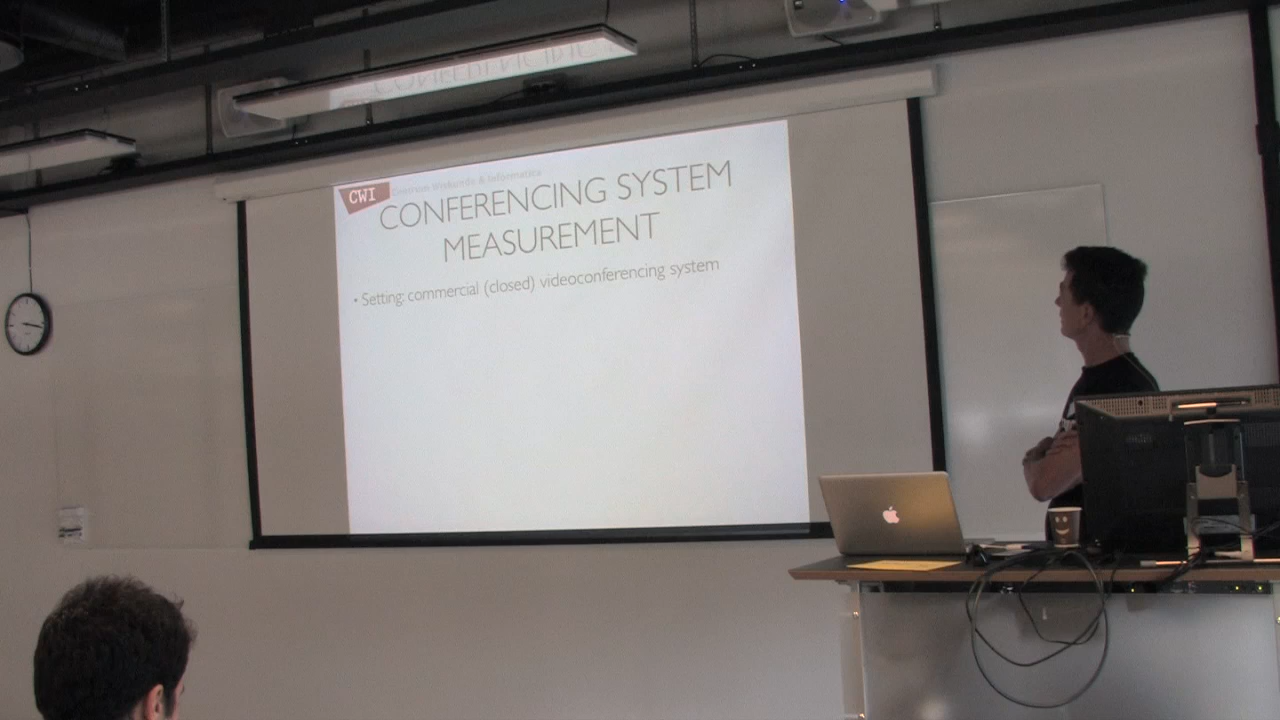 CWI Centrum Wiskunde & Informatica
CONFERENCING SYSTEM
MEASUREMENT
• Setting: commercial (closed) videoconferencing system